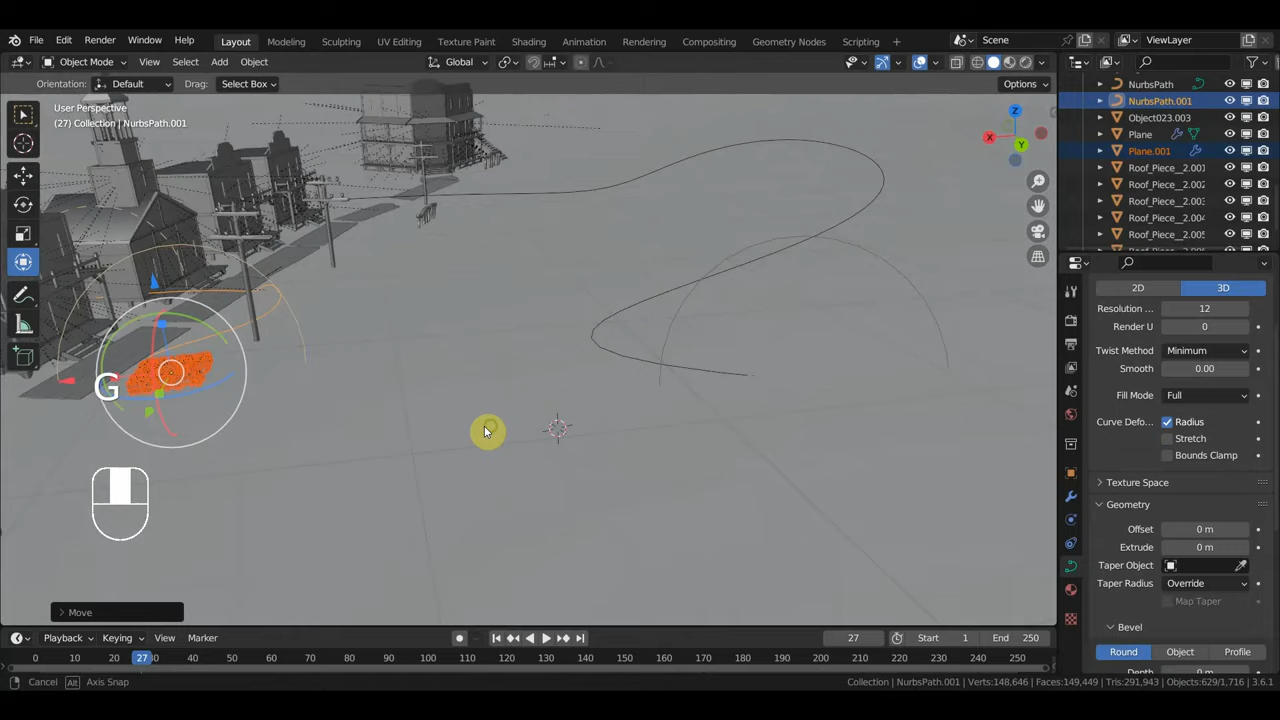 File Edit Render Window Help Layout Modeling Sculpting UV Editing Texture Paint Shading Animation Rendering Compositing Geometry Nodes Scripting + Scene ViewLayer
Object Mode View Select Add Object Global
Orientation: Default Drag: Select Box Options
User Perspective
(27) Collection | NurbsPath.001
Z
X
Y
G
NurbsPath
NurbsPath.001
Object023.003
Plane
Plane.001
Roof_Piece__2.001
Roof_Piece__2.002
Roof_Piece__2.003
Roof_Piece__2.004
Roof_Piece__2.005
2D 3D
Resolution ... 12
Render U 0
Twist Method Minimum
Smooth 0.00
Fill Mode Full
Curve Defo... Radius
Stretch
Bounds Clamp
Texture Space
Geometry
Offset 0 m
Extrude 0 m
Taper Object
Taper Radius Override
Map Taper
Bevel
Round Object Profile
Move
Playback Keying View Marker 27 Start 1 End 250
0 10 20 27 30 40 50 60 70 80 90 100 110 120 130 140 150 160 170 180 190 200 210 220 230 240 250
Cancel Alt Axis Snap Collection | NurbsPath.001 | Verts:148,646 | Faces:149,449 | Tris:291,943 | Objects:629/1,716 | 3.6.1